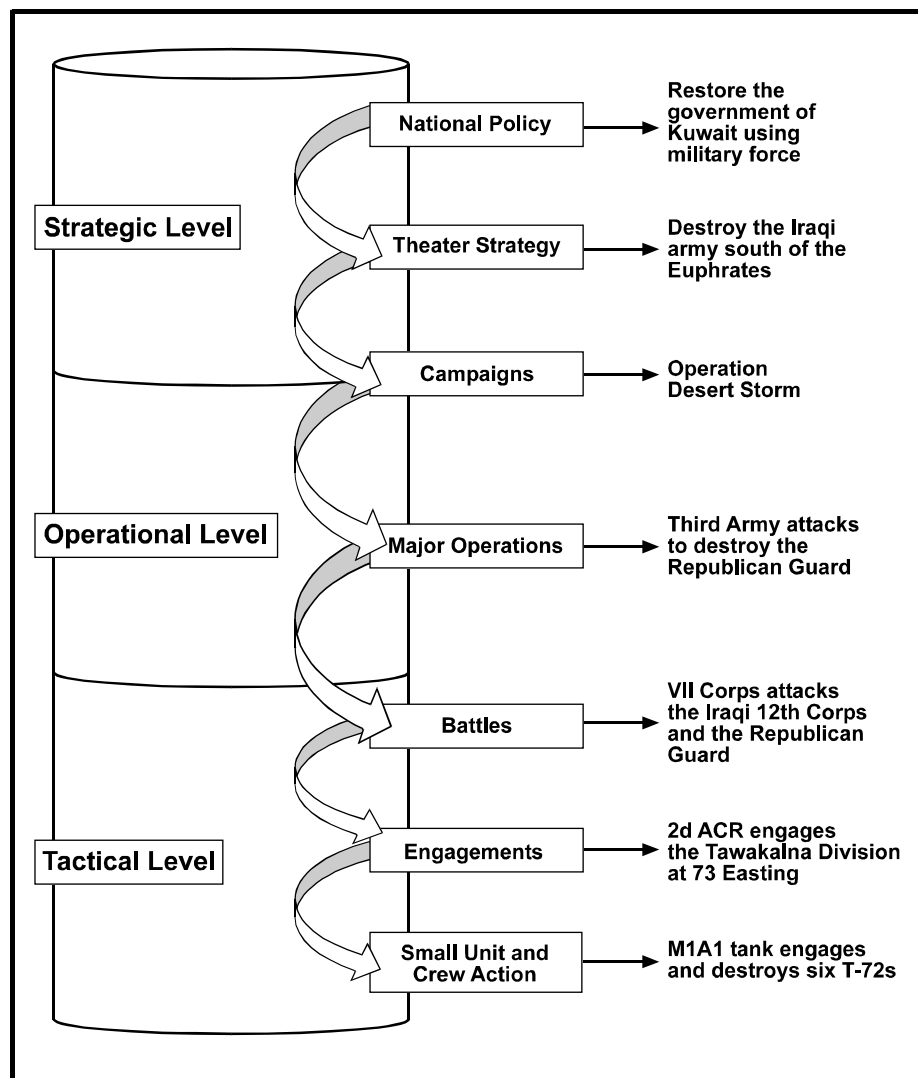 National Policy
Restore the
government of
Kuwait using
military force
Strategic Level
Theater Strategy
Destroy the Iraqi
army south of the
Euphrates
Campaigns
Operation
Desert Storm
Operational Level
Major Operations
Third Army attacks
to destroy the
Republican Guard
Battles
VII Corps attacks
the Iraqi 12th Corps
and the Republican
Guard
Tactical Level
Engagements
2d ACR engages
the Tawakalna Division
at 73 Easting
Small Unit and
Crew Action
M1A1 tank engages
and destroys six T-72s